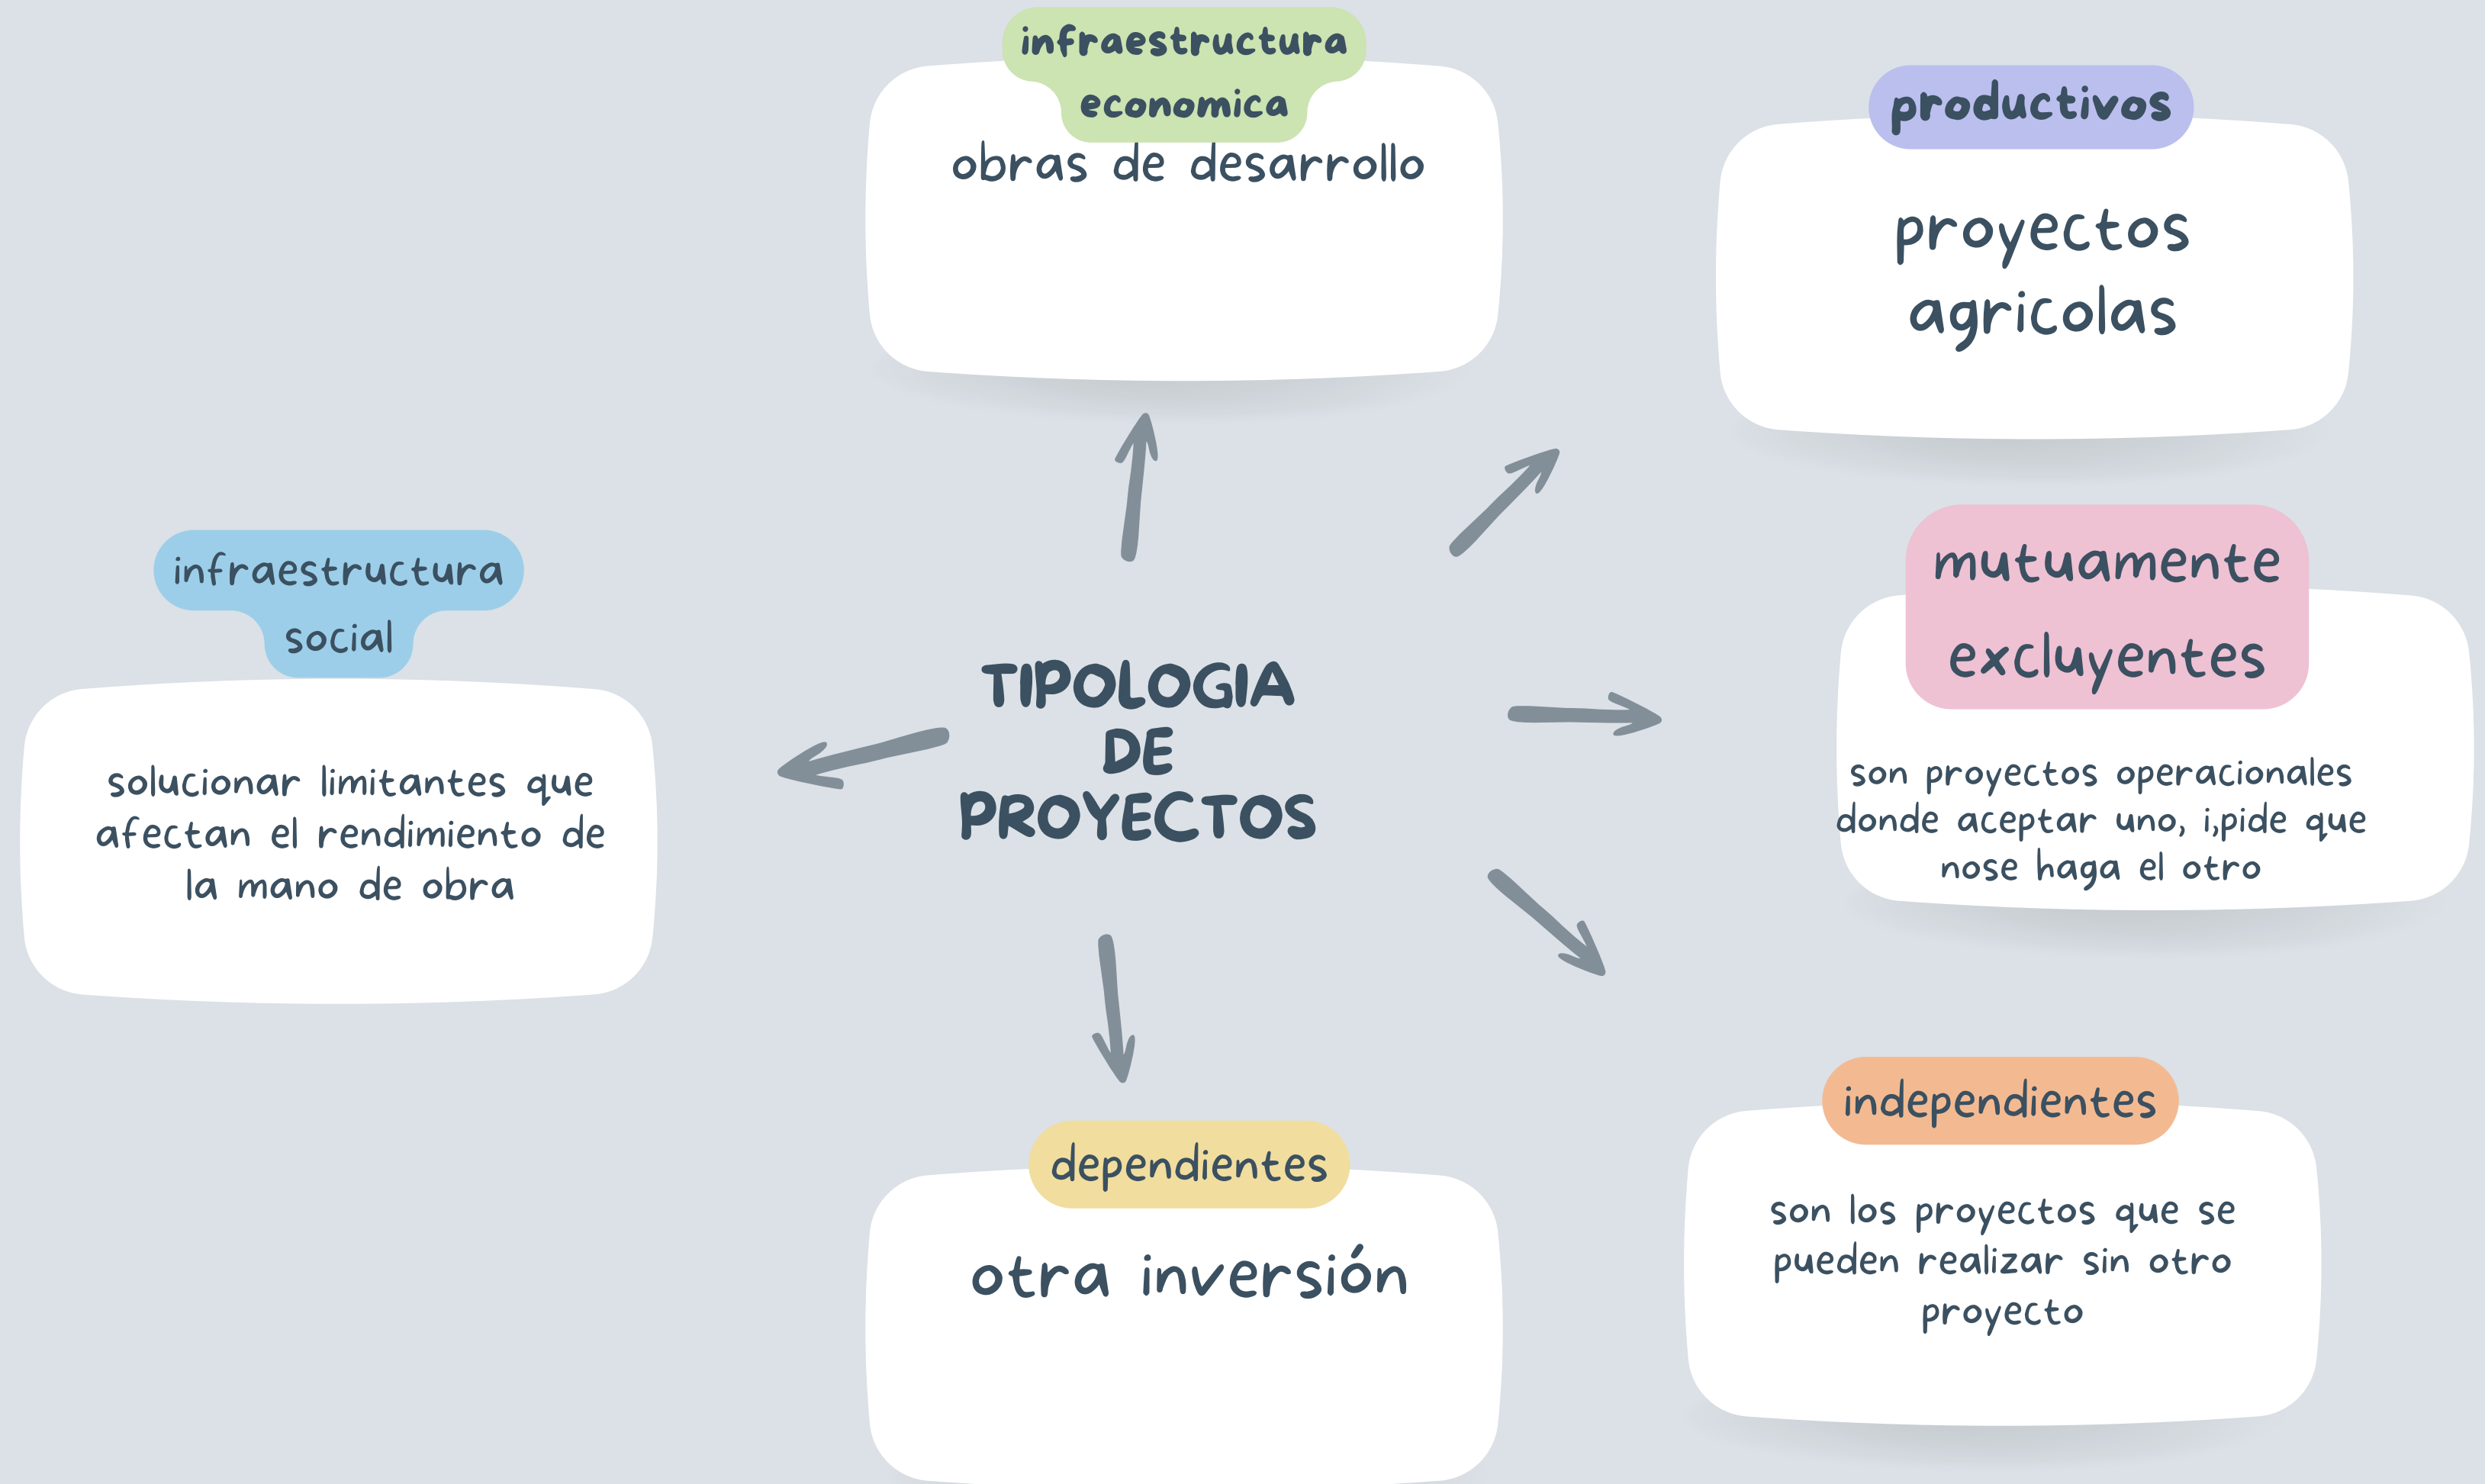 infraestructura
economica
obras de desarrollo
productivos
proyectos
agricolas
mutuamente
excluyentes
son proyectos operacionales
donde aceptar uno, i,pide que
nose haga el otro
infraestructura
social
solucionar limitantes que
afectan el rendimiento de
la mano de obra
TIPOLOGIA
DE
PROYECTOS
dependientes
otra inversión
independientes
son los proyectos que se
pueden realizar sin otro
proyecto